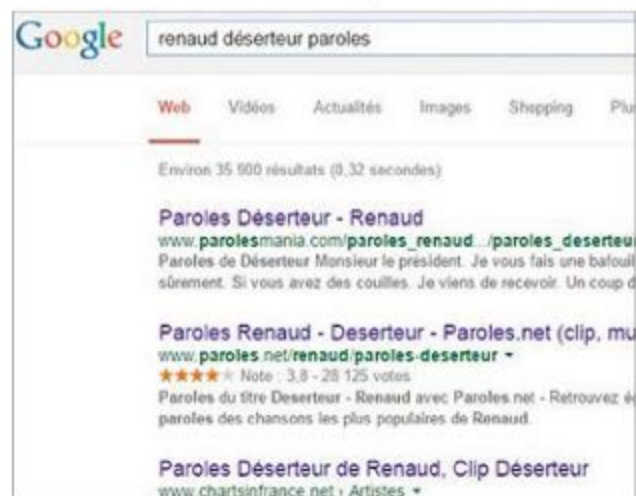 Google renaud déserteur paroles
Web Vidéos Actualités Images Shopping Plu
Environ 35 500 résultats (0,32 secondes)
Paroles Déserteur - Renaud
www.parolesmania.com/paroles_renaud.../paroles_deserteu
Paroles de Déserteur Monsieur le président. Je vous fais une bafouil
sûrement. Si vous avez des couilles. Je viens de recevoir. Un coup d
Paroles Renaud - Deserteur - Paroles.net (clip, mu
www.paroles.net/renaud/paroles-deserteur
Note : 3,8 - 28 125 votes
Paroles du titre Deserteur - Renaud avec Paroles.net - Retrouvez é
paroles des chansons les plus populaires de Renaud
Paroles Déserteur de Renaud, Clip Déserteur
www.chartsinfrance.net › Artistes